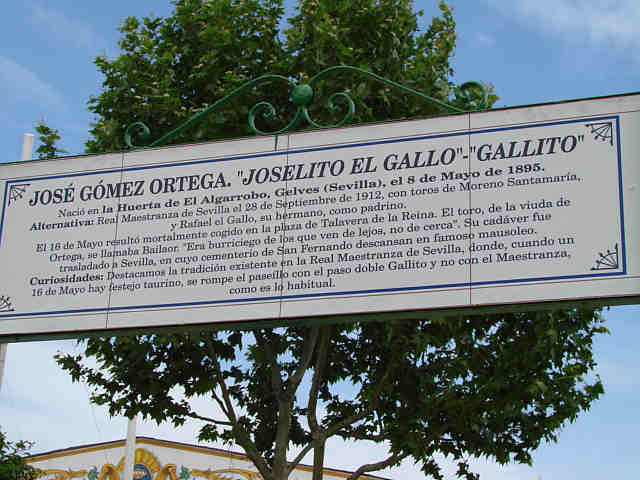 JOSÉ GÓMEZ ORTEGA. "JOSELITO EL GALLO"-"GALLITO"
Nació en la Huerta de El Algarrobo, Gelves (Sevilla), el 8 de Mayo de 1895.
Alternativa: Real Maestranza de Sevilla el 28 de Septiembre de 1912, con toros de Moreno Santamaría,
y Rafael el Gallo, su hermano, como padrino.
El 16 de Mayo resultó mortalmente cogido en la plaza de Talavera de la Reina. El toro, de la viuda de
Ortega, se llamaba Bailaor. "Era burriciego de los que ven de lejos, no de cerca". Su cadáver fue
trasladado a Sevilla, en cuyo cementerio de San Fernando descansan en famoso mausoleo.
Curiosidades: Destacamos la tradición existente en la Real Maestranza de Sevilla, donde, cuando un
16 de Mayo hay festejo taurino, se rompe el paseíllo con el paso doble Gallito y no con el Maestranza,
como es lo habitual.